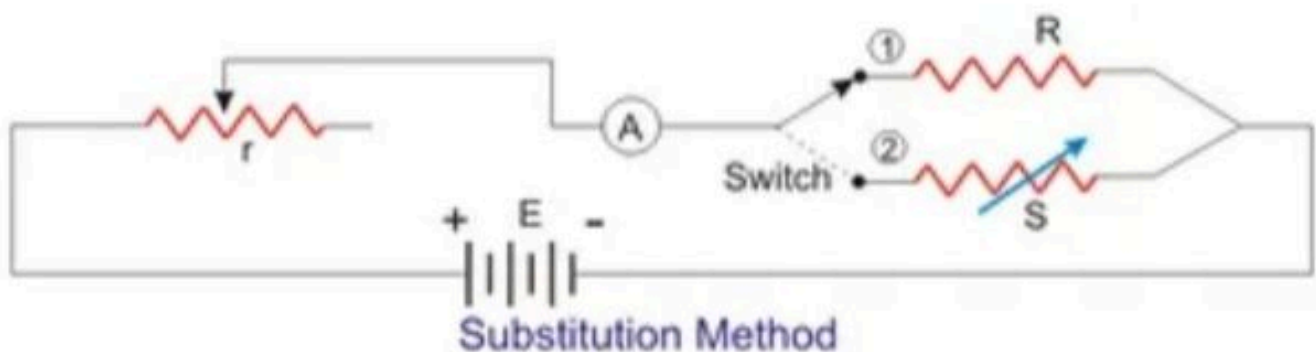 ① R
r
A
② 
Switch
S
+ E -
Substitution Method